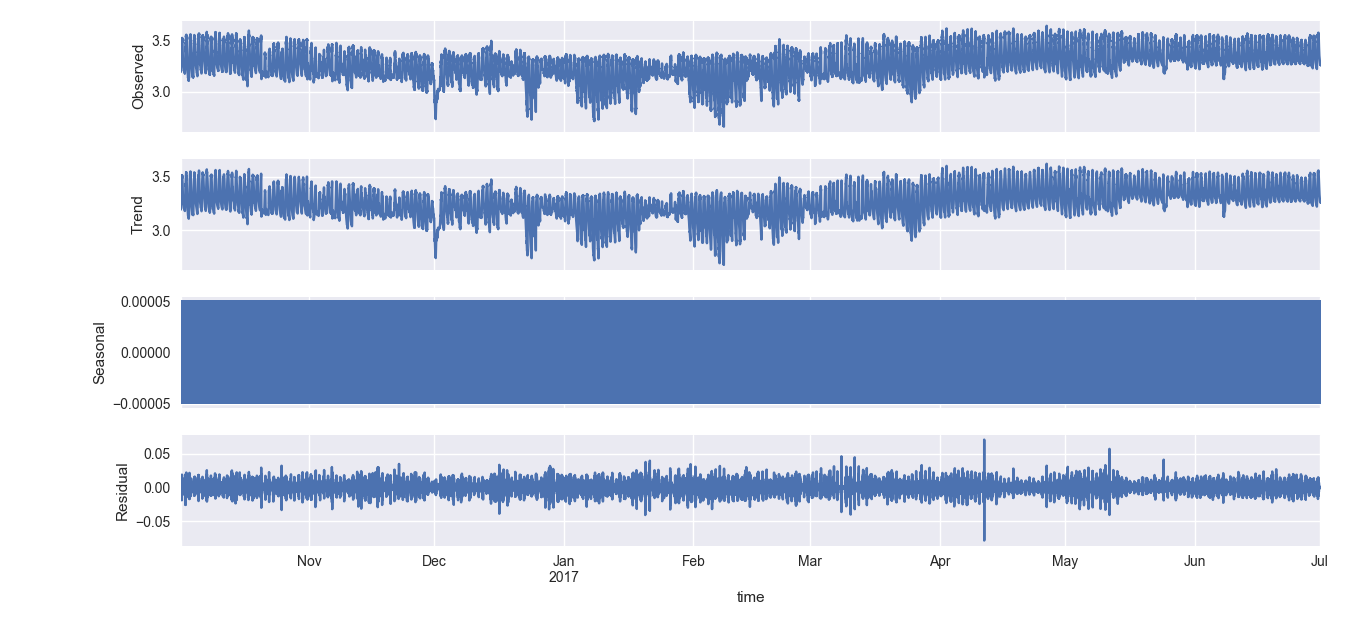 Observed
3.5
3.0
Trend
3.5
3.0
Seasonal
0.00005
0.00000
−0.00005
Residual
0.05
0.00
−0.05
Nov Dec Jan Feb Mar Apr May Jun Jul
2017
time